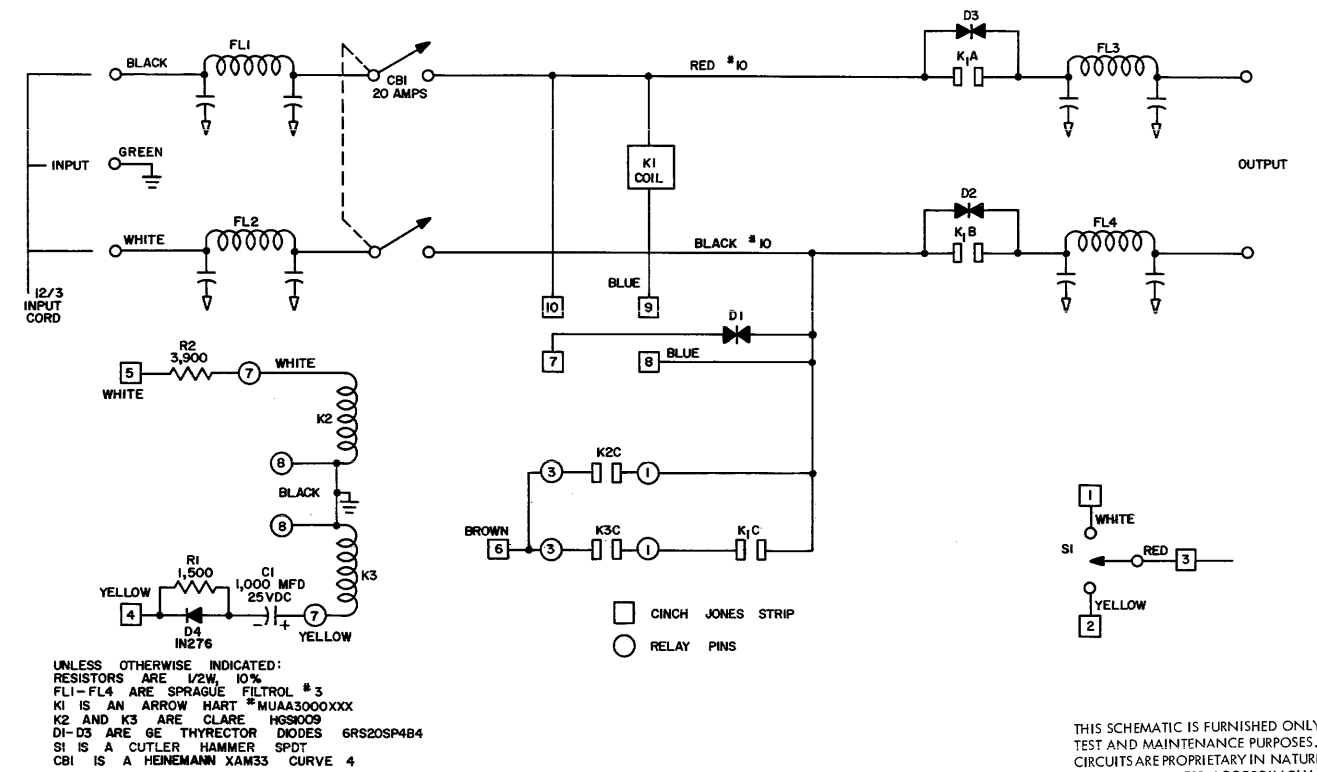 D3
FL1
BLACK
K1A
FL3
CB1
20 AMPS
RED #10
INPUT
GREEN
K1
COIL
OUTPUT
D2
FL2
WHITE
K1B
FL4
BLACK #10
12/3
INPUT
CORD
BLUE
10
9
D1
7
8
BLUE
R2
3,900
5
7
WHITE
WHITE
K2
8
BLACK
8
K2C
3
1
BROWN
6
K3C
K1C
3
1
1
WHITE
S1
RED
3
YELLOW
2
R1
1,500
C1
1,000 MFD
25VDC
K3
YELLOW
4
- +
7
D4
IN276
YELLOW
CINCH JONES STRIP
RELAY PINS
UNLESS OTHERWISE INDICATED:
RESISTORS ARE 1/2W, 10%
FL1-FL4 ARE SPRAGUE FILTROL #3
K1 IS AN ARROW HART #MUAA3000XXX
K2 AND K3 ARE CLARE HGS1009
D1-D3 ARE GE THYRECTOR DIODES 6RS20SP4B4
S1 IS A CUTLER HAMMER SPDT
CB1 IS A HEINEMANN XAM33 CURVE 4
THIS SCHEMATIC IS FURNISHED ONLY
TEST AND MAINTENANCE PURPOSES.
CIRCUITS ARE PROPRIETARY IN NATURE